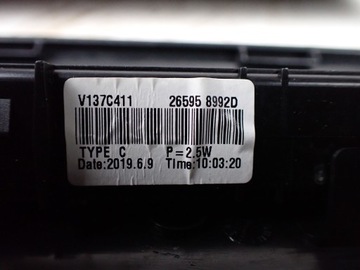 V137C411 26595 8992D
TYPE C P=2.5W
Date:2019.6.9 Time:10:03:20